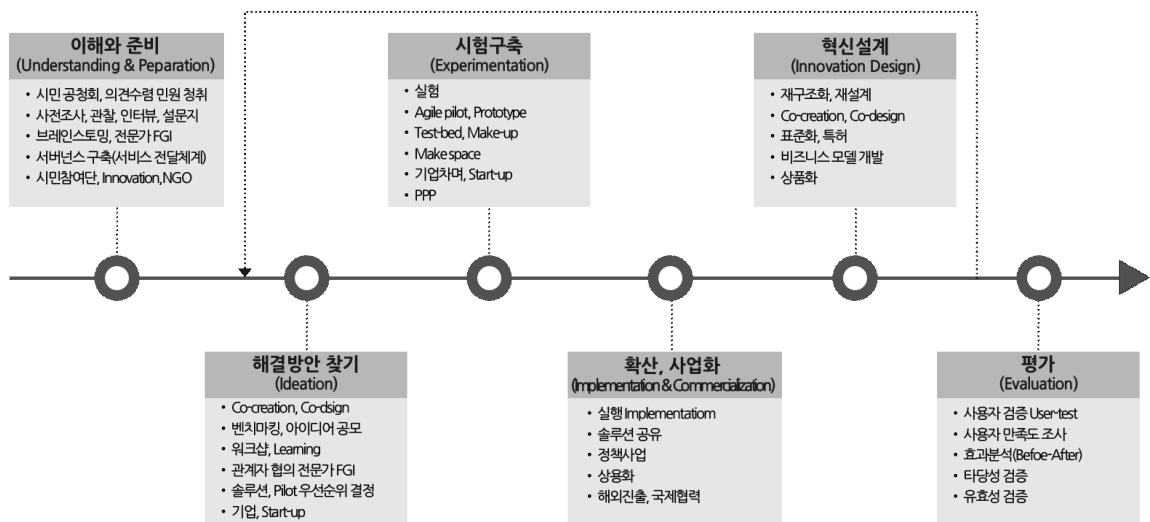 이해와 준비
(Understanding & Peparation)
• 시민 공청회, 의견수렴 민원 청취
• 사전조사, 관찰, 인터뷰, 설문지
• 브레인스토밍, 전문가 FGI
• 서버넌스 구축(서비스 전달체계)
• 시민참여단, Innovation,NGO
해결방안 찾기
(Ideation)
• Co-creation, Co-dsign
• 벤치마킹, 아이디어 공모
• 워크샵, Learning
• 관계자 협의 전문가 FGI
• 솔루션, Pilot 우선순위 결정
• 기업, Start-up
시험구축
(Experimentation)
• 실험
• Agile pilot, Prototype
• Test-bed, Make-up
• Make space
• 기업차며, Start-up
• PPP
확산, 사업화
(Implementation & Commercialization)
• 실행 Implementatiom
• 솔루션 공유
• 정책사업
• 상용화
• 해외진출, 국제협력
혁신설계
(Innovation Design)
• 재구조화, 재설계
• Co-creation, Co-design
• 표준화, 특허
• 비즈니스 모델 개발
• 상품화
평가
(Evaluation)
• 사용자 검증 User-test
• 사용자 만족도 조사
• 효과분석(Befoe-After)
• 타당성 검증
• 유효성 검증